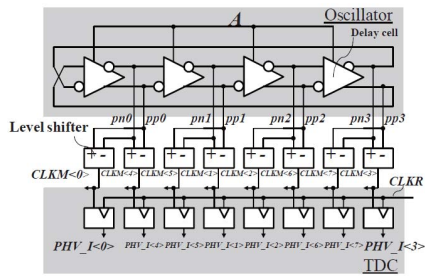 A
Oscillator
Delay cell
pn0 pp0 pn1 pp1 pn2 pp2 pn3 pp3
Level shifter
+ - + - + - + - + - + - + - + -
CLKM<0> CLKM<4> CLKM<5> CLKM<1> CLKM<2> CLKM<6> CLKM<7> CLKM<3>
CLKR
PHV_I<0> PHV_I<4> PHV_I<5> PHV_I<1> PHV_I<2> PHV_I<6> PHV_I<7> PHV_I<3>
TDC